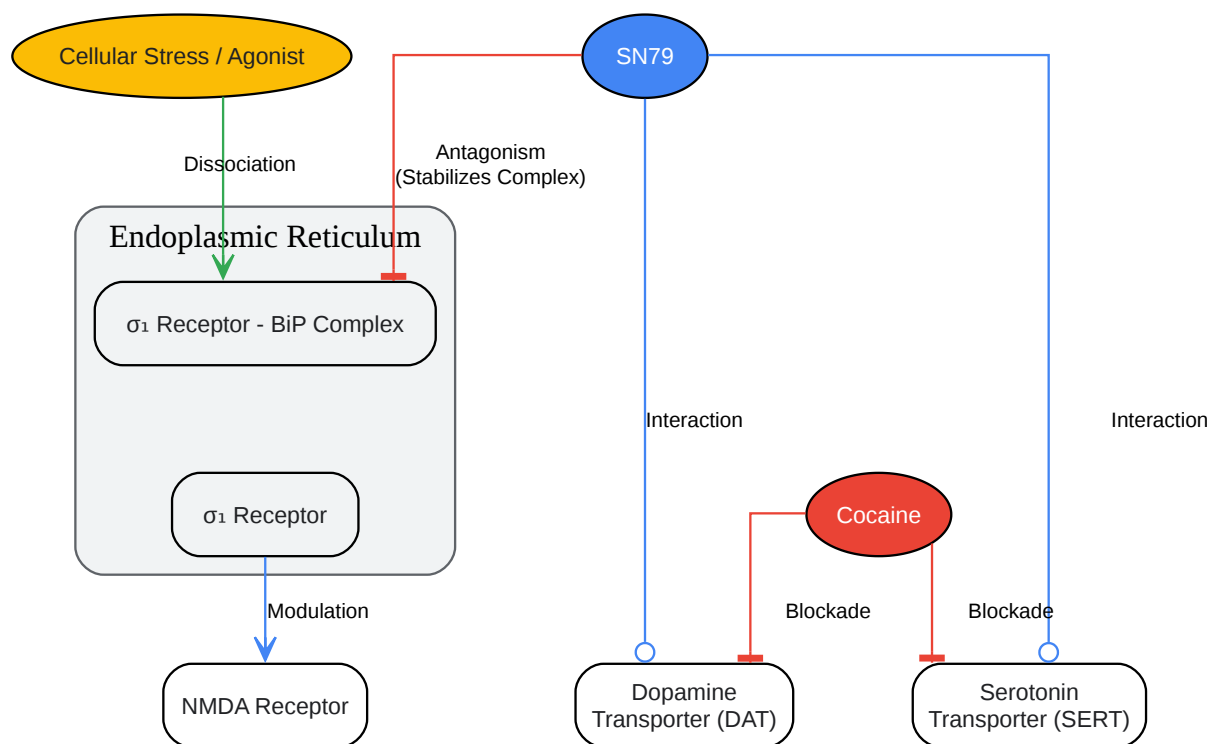 Cellular Stress / Agonist
SN79
Dissociation
Antagonism
(Stabilizes Complex)
Endoplasmic Reticulum
σ₁ Receptor - BiP Complex
Interaction
Interaction
σ₁ Receptor
Cocaine
Modulation
Blockade
Blockade
NMDA Receptor
Dopamine
Transporter (DAT)
Serotonin
Transporter (SERT)